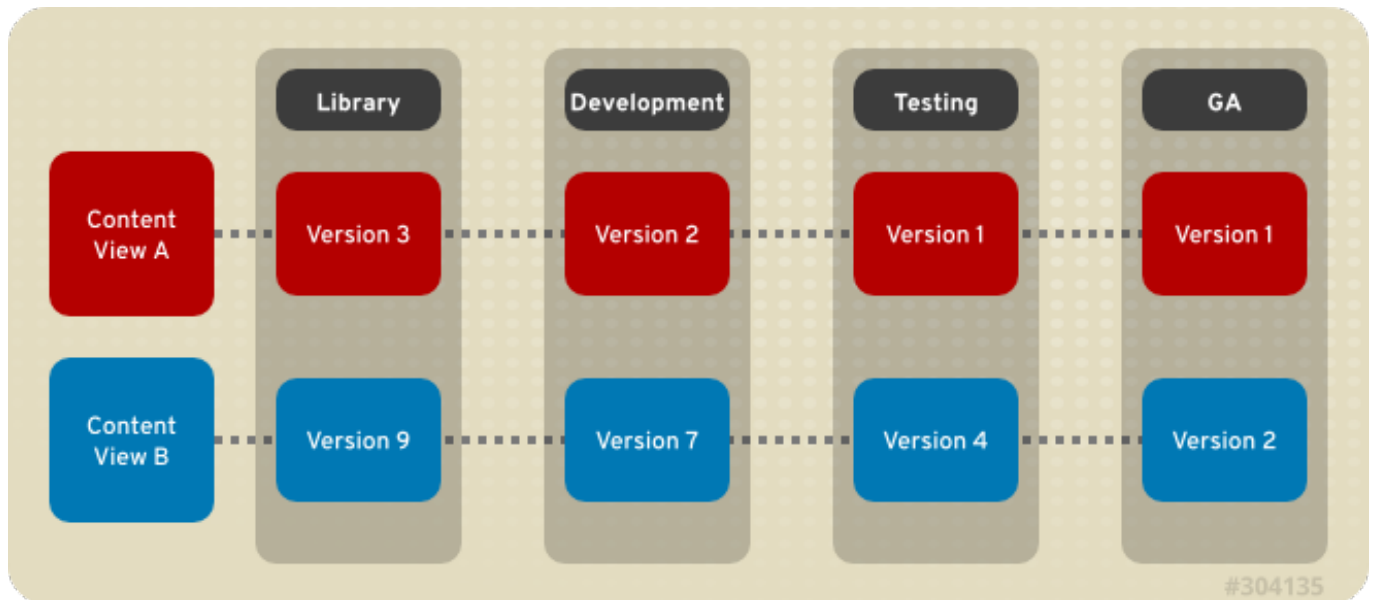 Library
Development
Testing
GA
Content
View A
Version 3
Version 2
Version 1
Version 1
Content
View B
Version 9
Version 7
Version 4
Version 2
#304135